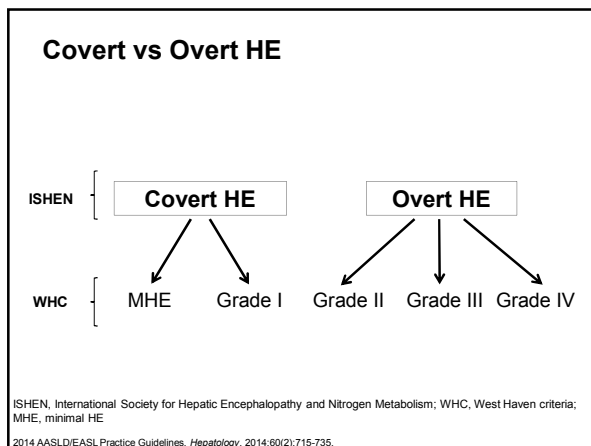 Covert vs Overt HE
ISHEN
Covert HE
Overt HE
WHC
MHE
Grade I
Grade II
Grade III
Grade IV
ISHEN, International Society for Hepatic Encephalopathy and Nitrogen Metabolism; WHC, West Haven criteria;
MHE, minimal HE
2014 AASLD/EASL Practice Guidelines. Hepatology. 2014;60(2):715-735.